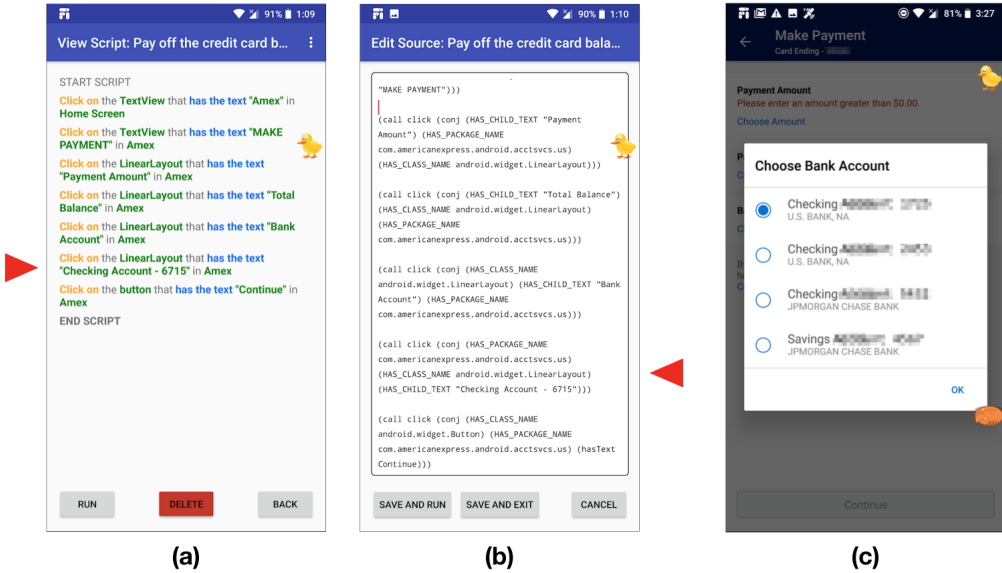 91% 1:09
View Script: Pay off the credit card b...
START SCRIPT
Click on the TextView that has the text "Amex" in
Home Screen
Click on the TextView that has the text "MAKE
PAYMENT" in Amex
Click on the LinearLayout that has the text
"Payment Amount" in Amex
Click on the LinearLayout that has the text "Total
Balance" in Amex
Click on the LinearLayout that has the text "Bank
Account" in Amex
Click on the LinearLayout that has the text
"Checking Account - 6715" in Amex
Click on the button that has the text "Continue" in
Amex
END SCRIPT
RUN
DELETE
BACK
(a)
90% 1:10
Edit Source: Pay off the credit card bala...
"MAKE PAYMENT")))
(call click (conj (HAS_CHILD_TEXT "Payment
Amount") (HAS_PACKAGE_NAME
com.americanexpress.android.acctsvcs.us)
(HAS_CLASS_NAME android.widget.LinearLayout)))
(call click (conj (HAS_CHILD_TEXT "Total Balance")
(HAS_CLASS_NAME android.widget.LinearLayout)
(HAS_PACKAGE_NAME
com.americanexpress.android.acctsvcs.us)))
(call click (conj (HAS_CLASS_NAME
android.widget.LinearLayout) (HAS_CHILD_TEXT "Bank
Account") (HAS_PACKAGE_NAME
com.americanexpress.android.acctsvcs.us)))
(call click (conj (HAS_PACKAGE_NAME
com.americanexpress.android.acctsvcs.us)
(HAS_CLASS_NAME android.widget.LinearLayout)
(HAS_CHILD_TEXT "Checking Account - 6715")))
(call click (conj (HAS_CLASS_NAME
android.widget.Button) (HAS_PACKAGE_NAME
com.americanexpress.android.acctsvcs.us) (hasText
Continue)))
SAVE AND RUN
SAVE AND EXIT
CANCEL
(b)
81% 3:27
Make Payment
Card Ending -
Payment Amount
Please enter an amount greater than $0.00.
Choose Amount
Choose Bank Account
Checking
U.S. BANK, NA
Checking
U.S. BANK, NA
Checking
JPMORGAN CHASE BANK
Savings
JPMORGAN CHASE BANK
OK
Continue
(c)